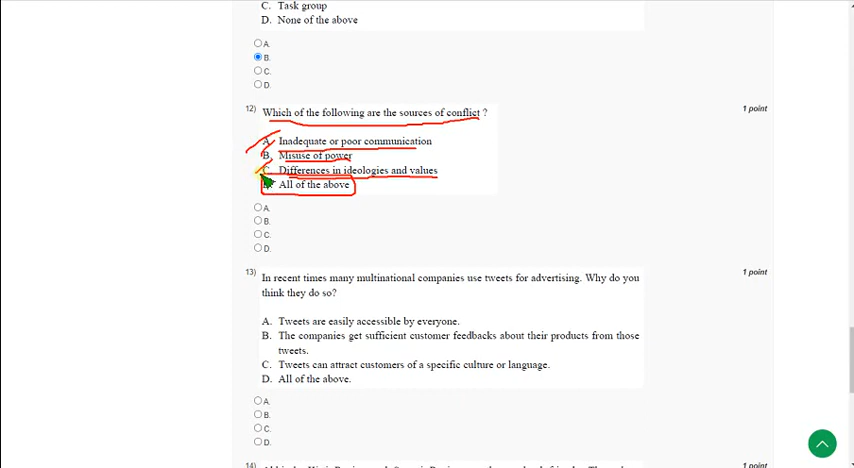 C. Task group
D. None of the above
A.
B.
C.
D.
12) Which of the following are the sources of conflict ? 1 point
A. Inadequate or poor communication
B. Misuse of power
C. Differences in ideologies and values
All of the above
A.
B.
C.
D.
13) In recent times many multinational companies use tweets for advertising. Why do you 1 point
think they do so?
A. Tweets are easily accessible by everyone.
B. The companies get sufficient customer feedbacks about their products from those
tweets.
C. Tweets can attract customers of a specific culture or language.
D. All of the above.
A.
B.
C.
D.
14) 1 point